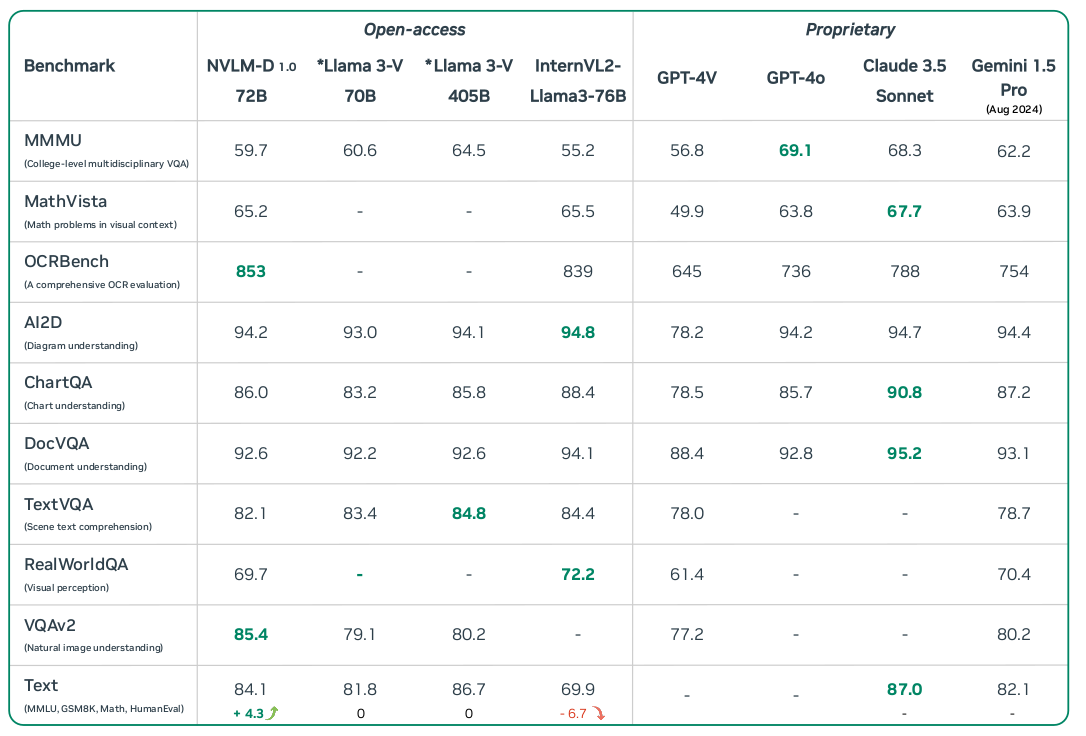 Open-access Proprietary
Benchmark NVLM-D 1.0 72B *Llama 3-V 70B *Llama 3-V 405B InternVL2-Llama3-76B GPT-4V GPT-4o Claude 3.5 Sonnet Gemini 1.5 Pro (Aug 2024)
MMMU 59.7 60.6 64.5 55.2 56.8 69.1 68.3 62.2
(College-level multidisciplinary VQA)
MathVista 65.2 - - 65.5 49.9 63.8 67.7 63.9
(Math problems in visual context)
OCRBench 853 - - 839 645 736 788 754
(A comprehensive OCR evaluation)
AI2D 94.2 93.0 94.1 94.8 78.2 94.2 94.7 94.4
(Diagram understanding)
ChartQA 86.0 83.2 85.8 88.4 78.5 85.7 90.8 87.2
(Chart understanding)
DocVQA 92.6 92.2 92.6 94.1 88.4 92.8 95.2 93.1
(Document understanding)
TextVQA 82.1 83.4 84.8 84.4 78.0 - - 78.7
(Scene text comprehension)
RealWorldQA 69.7 - - 72.2 61.4 - - 70.4
(Visual perception)
VQAv2 85.4 79.1 80.2 - 77.2 - - 80.2
(Natural image understanding)
Text 84.1 81.8 86.7 69.9 - - 87.0 82.1
(MMLU, GSM8K, Math, HumanEval) + 4.3 0 0 - 6.7 - -